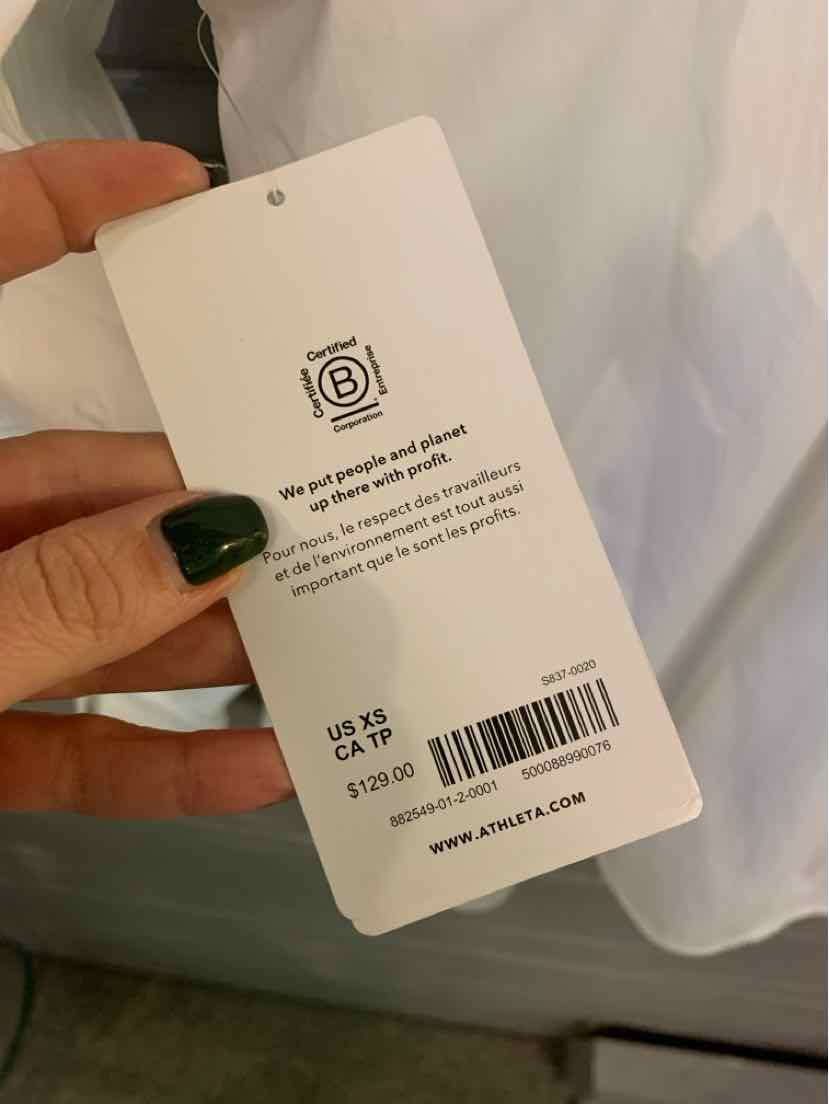 Certified
Certifiée
B
Entreprise
Corporation
We put people and planet
up there with profit.
Pour nous, le respect des travailleurs
et de l'environnement est tout aussi
important que le sont les profits.
S837-0020
US XS
CA TP
$129.00
882549-01-2-0001 500088990076
WWW.ATHLETA.COM